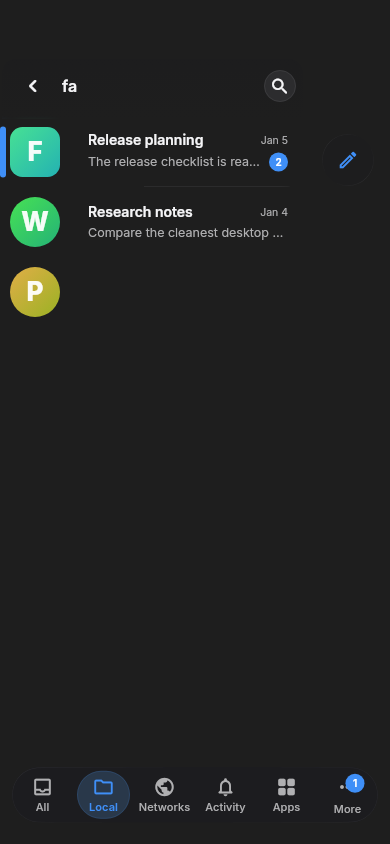 fa
F
Release planning Jan 5
The release checklist is rea... 2
W
Research notes Jan 4
Compare the cleanest desktop ...
P
1
All Local Networks Activity Apps More